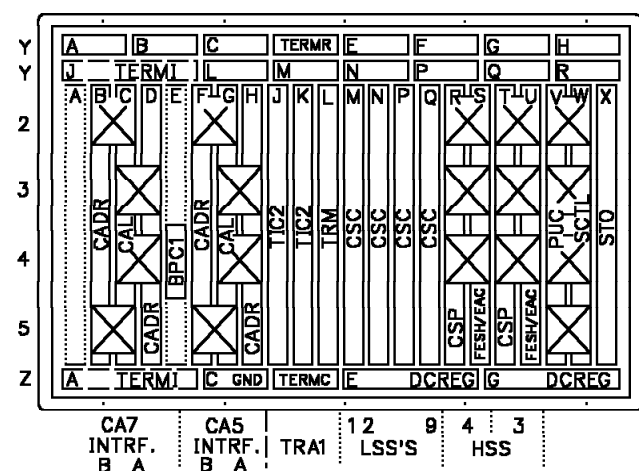 Y A B C TERMR E F G H
Y J TERMI L M N P Q R
A B C D E F G H J K L M N P Q R S T U V W X
2
3
4
5
CADR CAL CADR BPC1 CADR CAL CADR TIC2 TIC2 TRM CSC CSC CSC CSC CSP FESH/EAC CSP FESH/EAC PUC SCTL STO
Z A TERMI C GND TERMC E DCREG G DCREG
CA7 CA5 12 9 4 3
INTRF. INTRF. TRA1 LSS'S HSS
B A B A